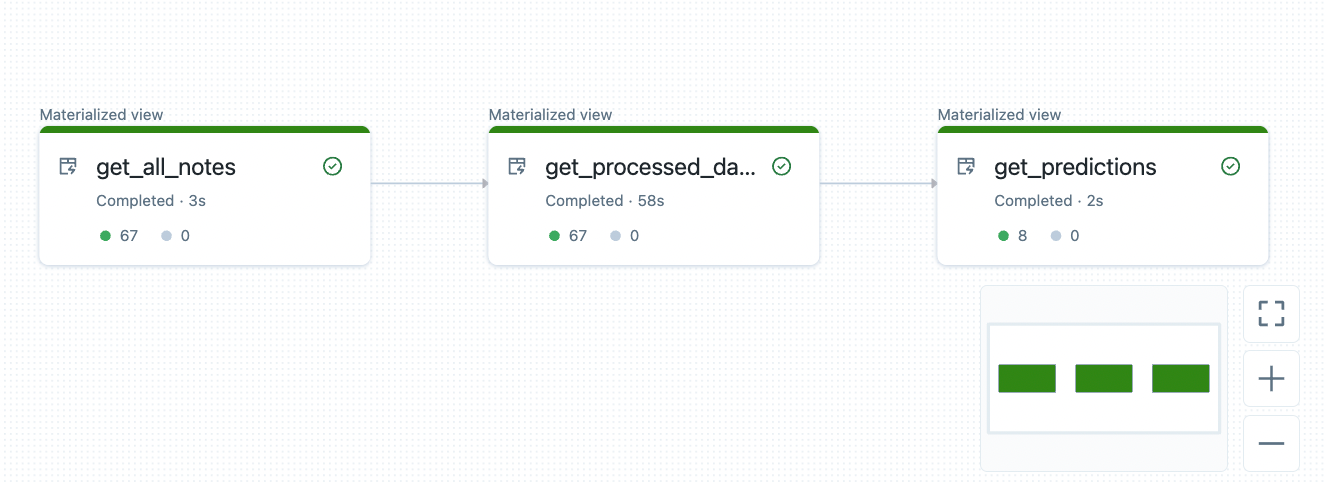 Materialized view
get_all_notes
Completed · 3s
67 0
Materialized view
get_processed_da...
Completed · 58s
67 0
Materialized view
get_predictions
Completed · 2s
8 0